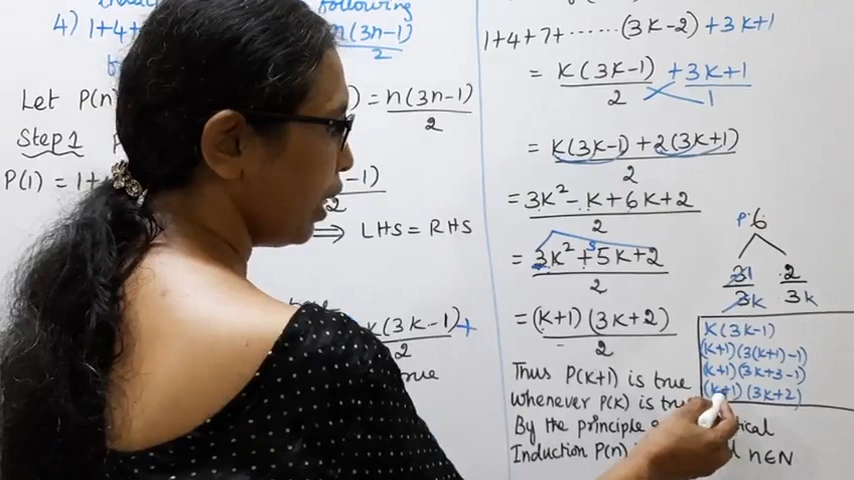 following
4) 1+4+ n(3n-1)/2
Let P(n) = n(3n-1)/2
Step 1
P(1) = 1+ -1)/2
⟹ LHS = RHS
k(3k-1)/2 +
1+4+7+......(3k-2)+3k+1
= k(3k-1)/2 + 3k+1/1
= k(3k-1)+2(3k+1)/2
= 3k²-k+6k+2/2
= 3k²+5k+2/2
= (k+1)(3k+2)/2
Thus P(k+1) is true
whenever P(k) is true
By the principle
Induction P(n) n∈N
P 6
2
3k 3k
k(3k-1)
(k+1)(3(k+1)-1)
(k+1)(3k+3-1)
(k+1)(3k+2)